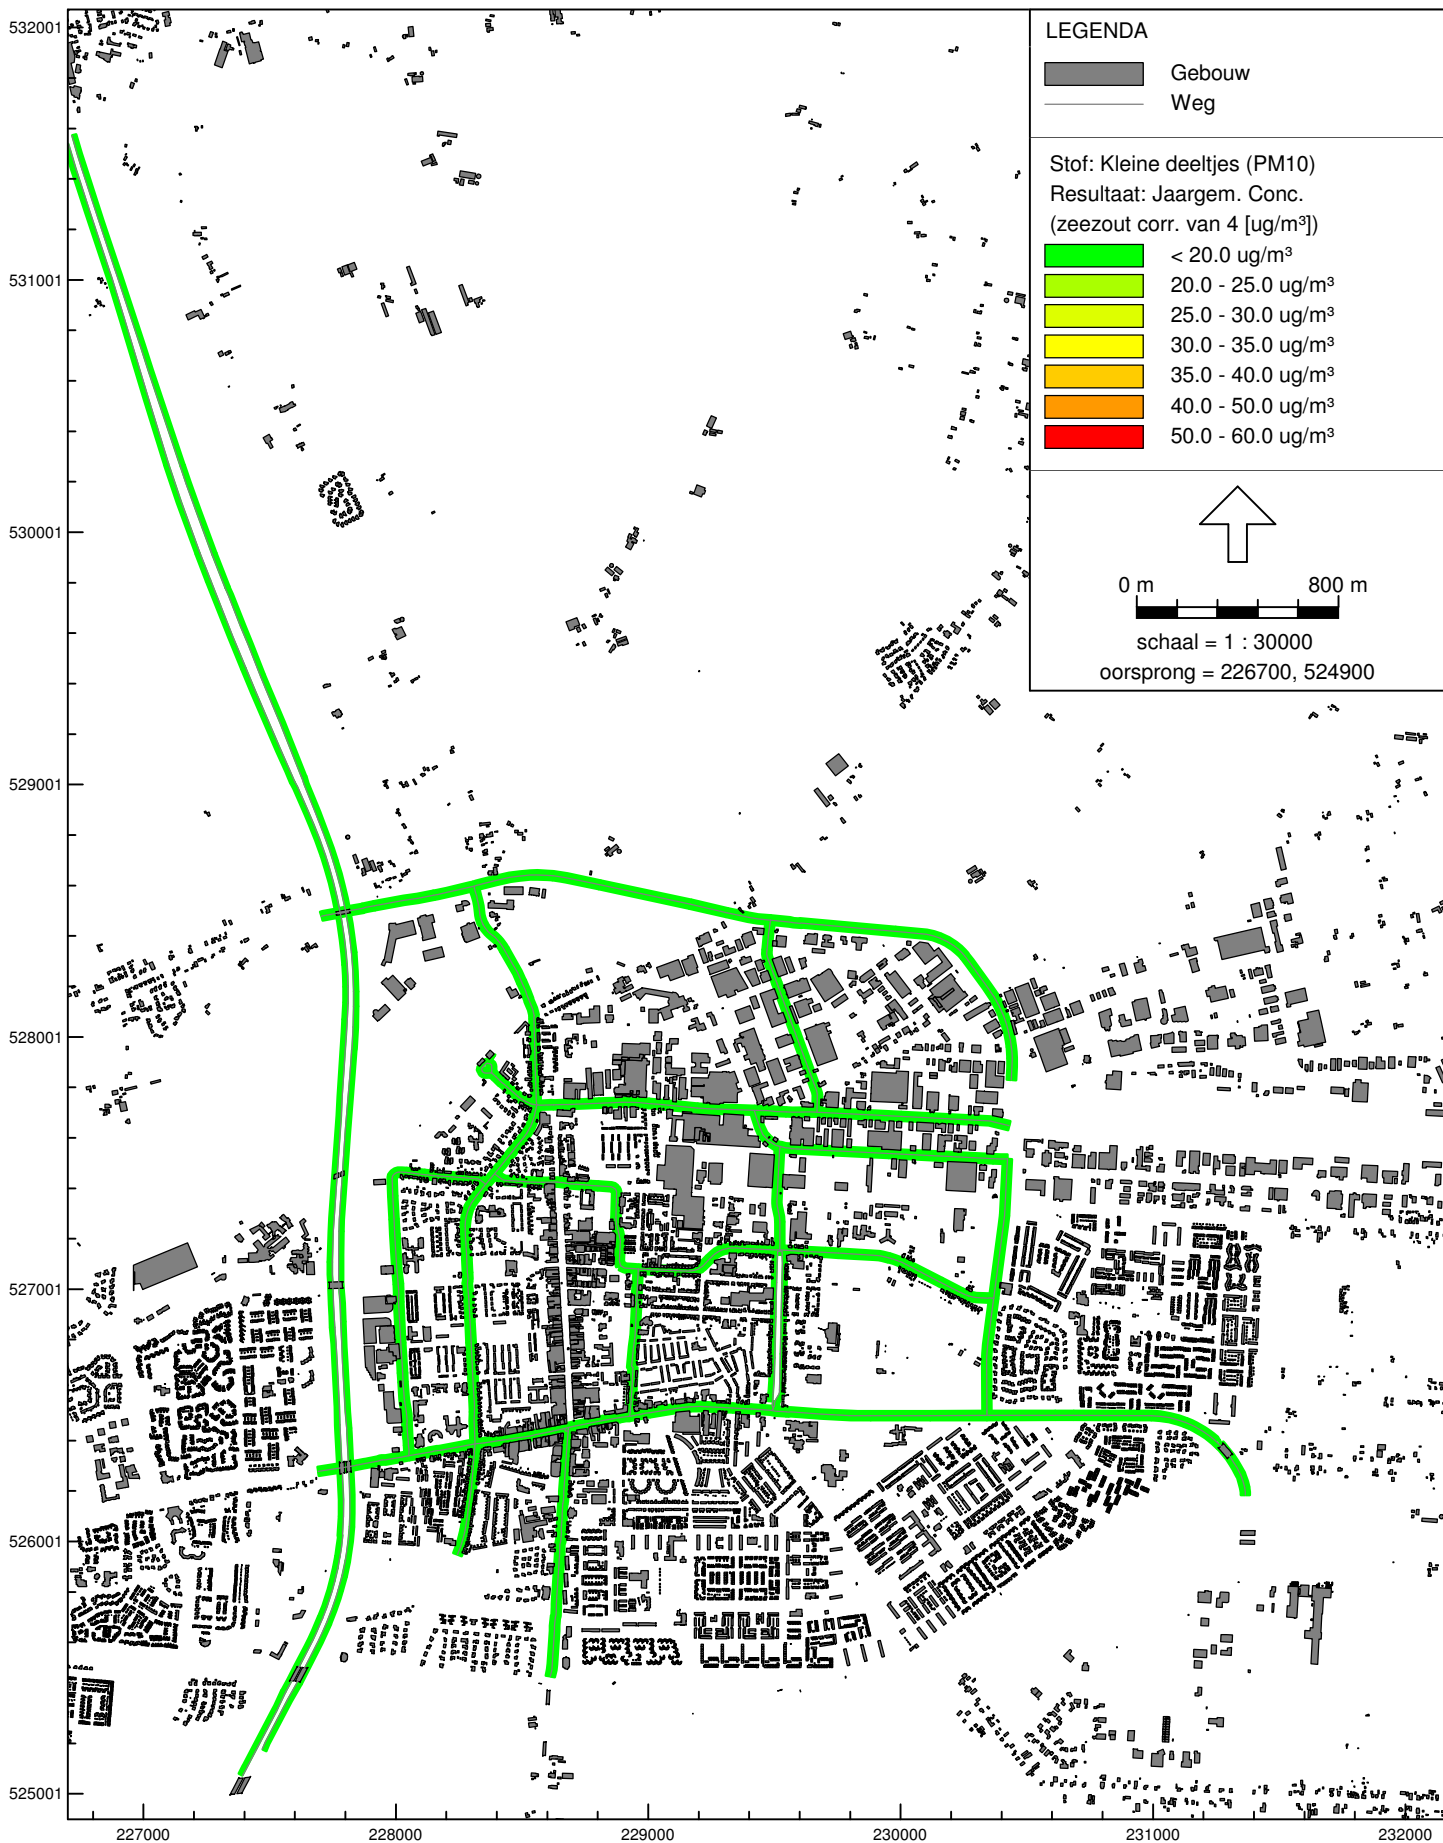 LEGENDA
Gebouw
Weg
Stof: Kleine deeltjes (PM10)
Resultaat: Jaargem. Conc.
(zeezout corr. van 4 [ug/m³])
< 20.0 ug/m³
20.0 - 25.0 ug/m³
25.0 - 30.0 ug/m³
30.0 - 35.0 ug/m³
35.0 - 40.0 ug/m³
40.0 - 50.0 ug/m³
50.0 - 60.0 ug/m³
0 m 800 m
schaal = 1 : 30000
oorsprong = 226700, 524900
532001
531001
530001
529001
528001
527001
526001
525001
227000 228000 229000 230000 231000 232000